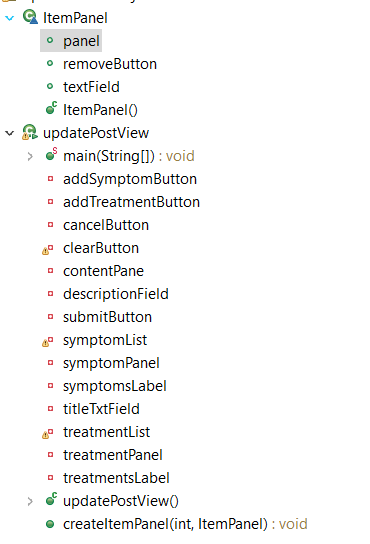 ItemPanel
panel
removeButton
textField
ItemPanel()
updatePostView
main(String[]) : void
addSymptomButton
addTreatmentButton
cancelButton
clearButton
contentPane
descriptionField
submitButton
symptomList
symptomPanel
symptomsLabel
titleTxtField
treatmentList
treatmentPanel
treatmentsLabel
updatePostView()
createItemPanel(int, ItemPanel) : void